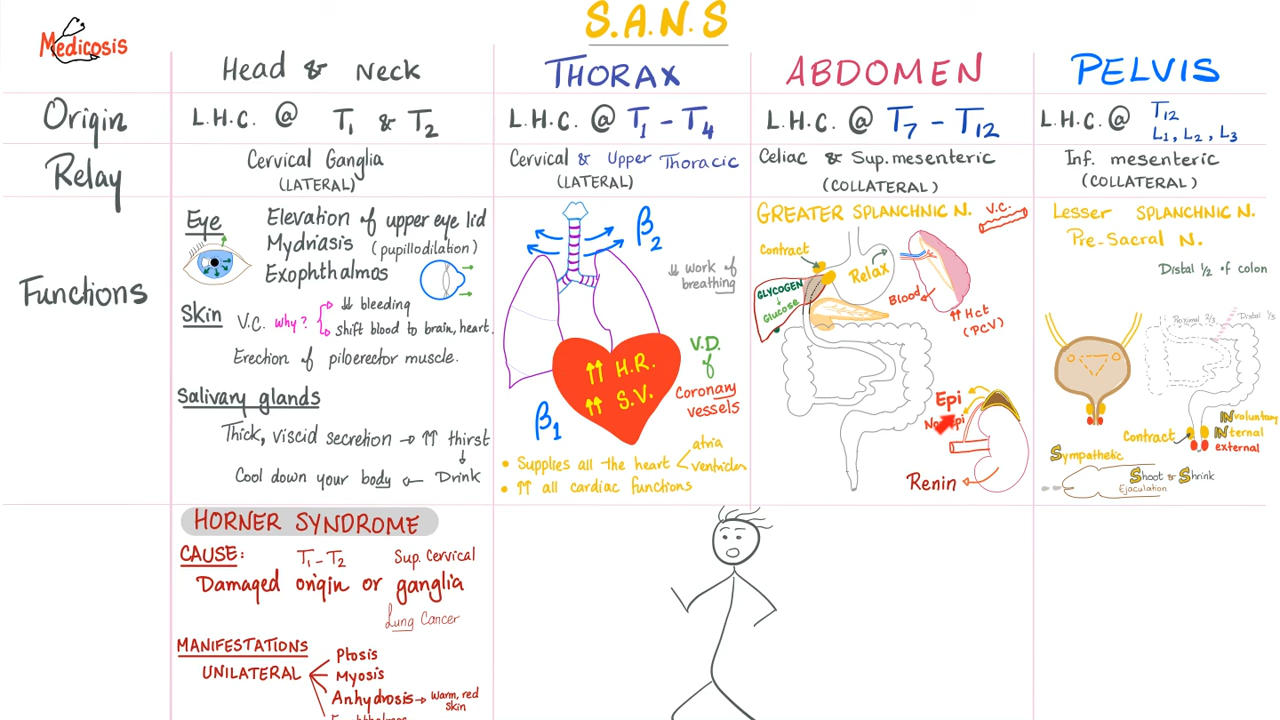 Medicosis
S.A.N.S
Head & Neck
THORAX
ABDOMEN
PELVIS
Origin
L.H.C. @ T1 & T2
L.H.C. @ T1 - T4
L.H.C. @ T7 - T12
L.H.C. @ T12
L1, L2, L3
Relay
Cervical Ganglia
(LATERAL)
Cervical & Upper Thoracic
(LATERAL)
Celiac & Sup. mesenteric
(COLLATERAL)
Inf. mesenteric
(COLLATERAL)
Functions
Eye
Elevation of upper eye lid
Mydriasis (pupillodilation)
Exophthalmos
Skin
V.C. Why?
↓↓ bleeding
Shift blood to brain, heart.
Erection of piloerector muscle.
Salivary glands
Thick, viscid secretion → ↑↑ thirst
↓
Cool down your body ← Drink
β2
↓↓ work of
breathing
↑↑ H.R.
↑↑ S.V.
β1
V.D.
of
Coronary
vessels
• Supplies all the heart < atria
ventricles
• ↑↑ all cardiac functions
GREATER SPLANCHNIC N.
V.C.
Contract
Relax
GLYCOGEN
↓
Glucose
Blood
↑↑ Hct
(PCV)
Epi
Norepi
Renin
Lesser SPLANCHNIC N.
Pre-Sacral N.
Distal 1/2 of colon
Proximal 2/3
Distal 1/3
INvoluntary
INternal
Contract
external
Sympathetic
Shoot & Shrink
Ejaculation
HORNER SYNDROME
CAUSE: T1 - T2 Sup. Cervical
Damaged origin or ganglia
Lung Cancer
MANIFESTATIONS
UNILATERAL
Ptosis
Myosis
Anhydrosis → Warm, red
skin